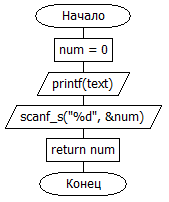 Начало
num = 0
printf(text)
scanf_s("%d", &num)
return num
Конец